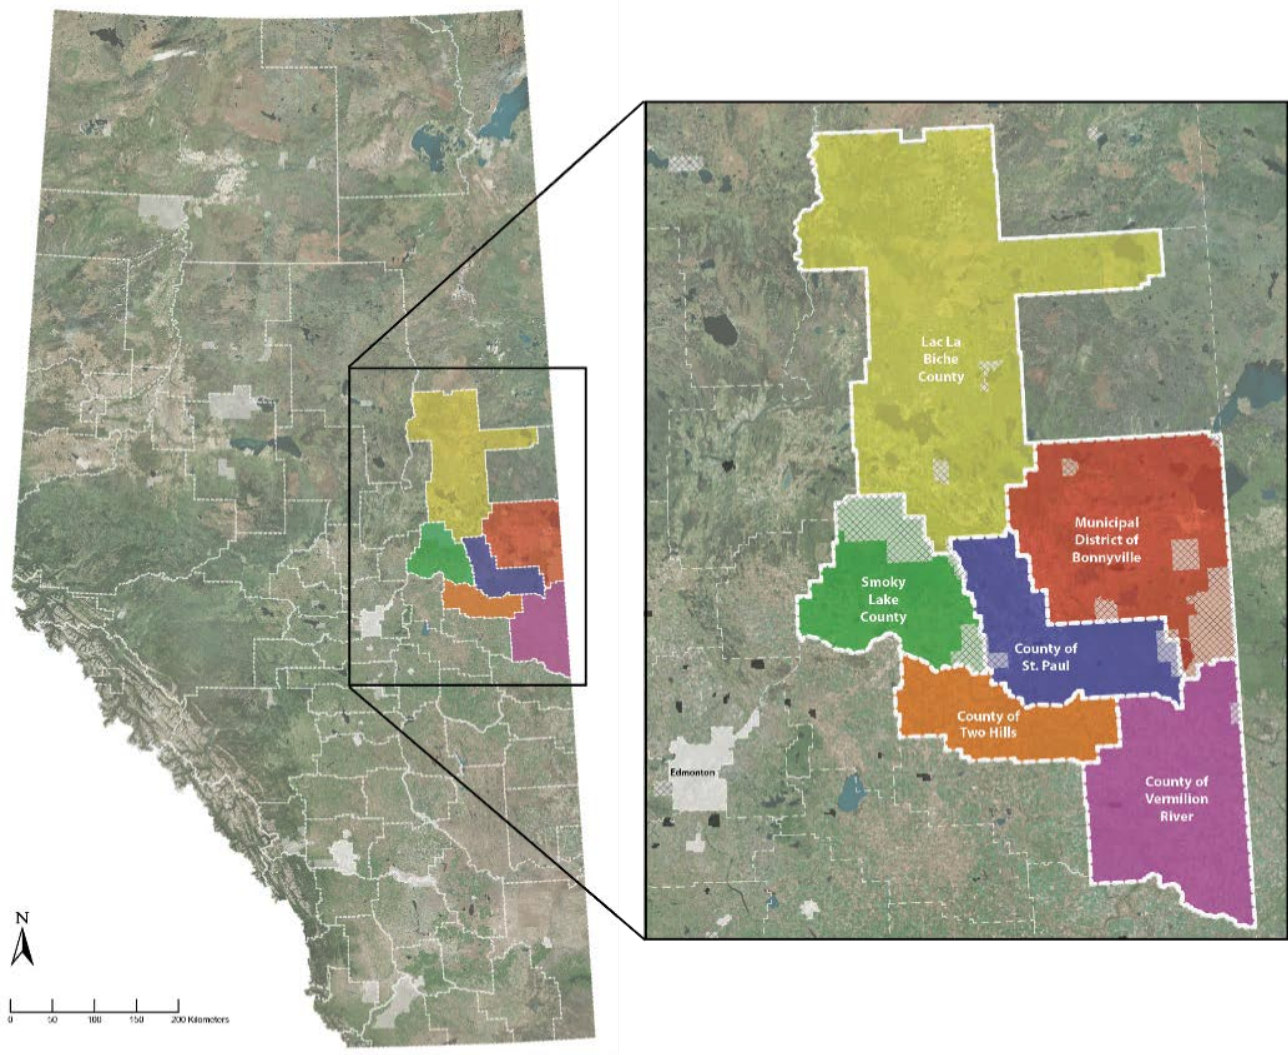 Lac La
Biche
County
Municipal
District of
Bonnyville
Smoky
Lake
County
County of
St. Paul
County of
Two Hills
Edmonton
County of
Vermilion
River
N
0 50 100 150 200 Kilometers